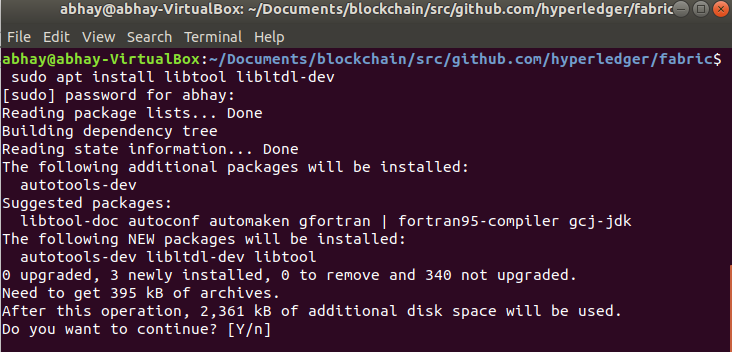 abhay@abhay-VirtualBox: ~/Documents/blockchain/src/github.com/hyperledger/fabric
File Edit View Search Terminal Help
abhay@abhay-VirtualBox:~/Documents/blockchain/src/github.com/hyperledger/fabric$
 sudo apt install libtool libltdl-dev
[sudo] password for abhay:
Reading package lists... Done
Building dependency tree
Reading state information... Done
The following additional packages will be installed:
  autotools-dev
Suggested packages:
  libtool-doc autoconf automaken gfortran | fortran95-compiler gcj-jdk
The following NEW packages will be installed:
  autotools-dev libltdl-dev libtool
0 upgraded, 3 newly installed, 0 to remove and 340 not upgraded.
Need to get 395 kB of archives.
After this operation, 2,361 kB of additional disk space will be used.
Do you want to continue? [Y/n]